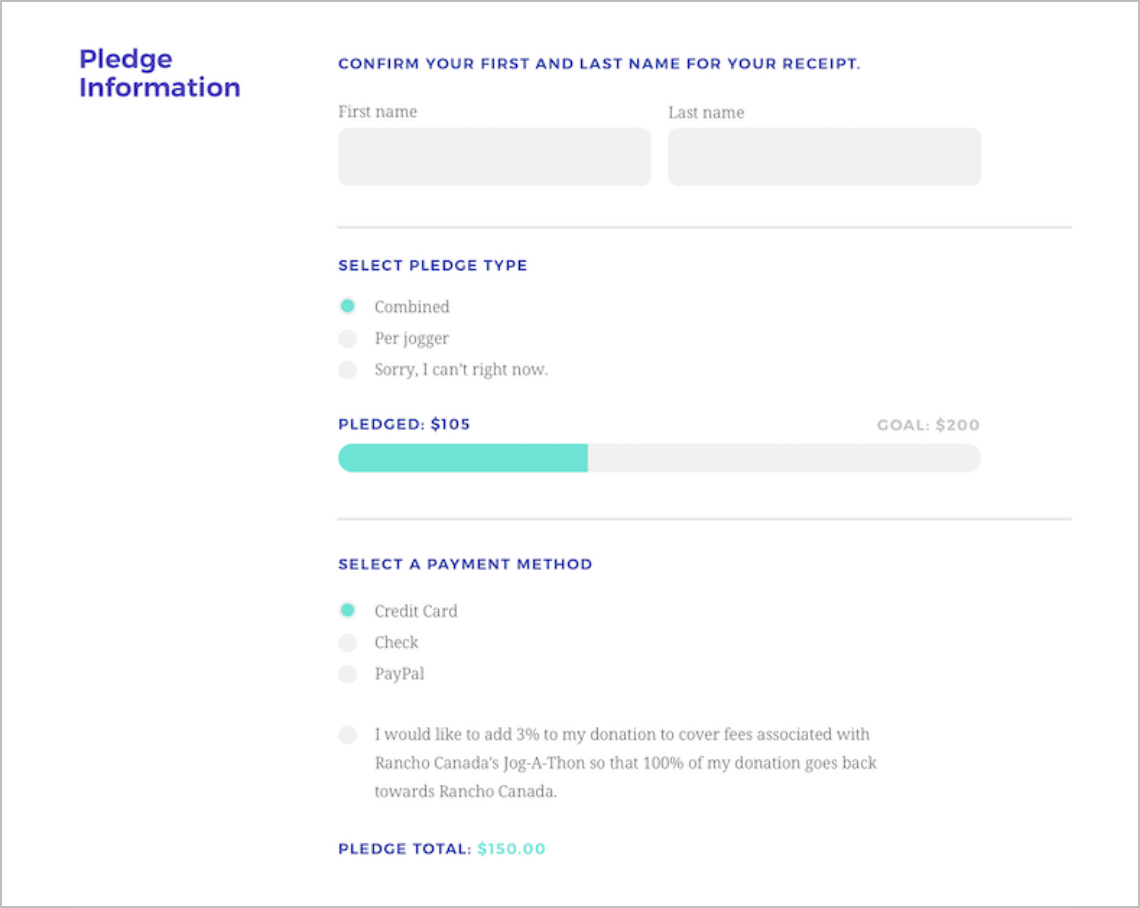 Pledge
Information
CONFIRM YOUR FIRST AND LAST NAME FOR YOUR RECEIPT.
First name
Last name
SELECT PLEDGE TYPE
Combined
Per jogger
Sorry, I can't right now.
PLEDGED: $105
GOAL: $200
SELECT A PAYMENT METHOD
Credit Card
Check
PayPal
I would like to add 3% to my donation to cover fees associated with
Rancho Canada's Jog-A-Thon so that 100% of my donation goes back
towards Rancho Canada.
PLEDGE TOTAL: $150.00